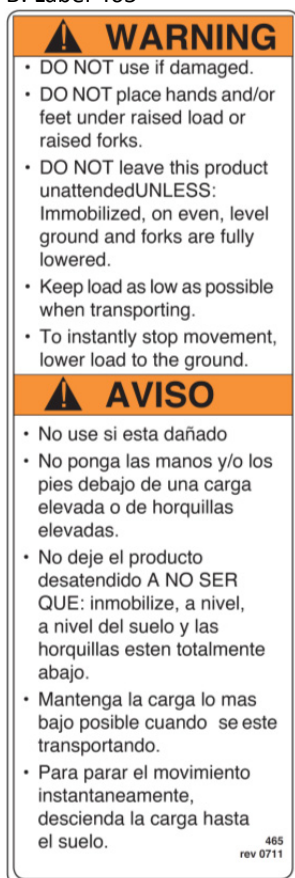 WARNING
• DO NOT use if damaged.
• DO NOT place hands and/or
feet under raised load or
raised forks.
• DO NOT leave this product
unattendedUNLESS:
Immobilized, on even, level
ground and forks are fully
lowered.
• Keep load as low as possible
when transporting.
• To instantly stop movement,
lower load to the ground.
AVISO
• No use si esta dañado
• No ponga las manos y/o los
pies debajo de una carga
elevada o de horquillas
elevadas.
• No deje el producto
desatendido A NO SER
QUE: inmobilize, a nivel,
a nivel del suelo y las
horquillas esten totalmente
abajo.
• Mantenga la carga lo mas
bajo posible cuando se este
transportando.
• Para parar el movimiento
instantaneamente,
descienda la carga hasta
el suelo.
465
rev 0711